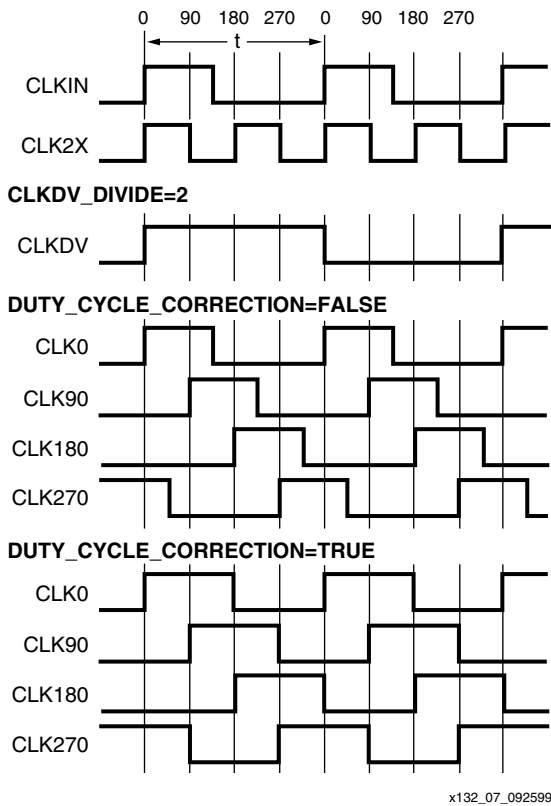 0 90 180 270 0 90 180 270
t
CLKIN
CLK2X
CLKDV_DIVIDE=2
CLKDV
DUTY_CYCLE_CORRECTION=FALSE
CLK0
CLK90
CLK180
CLK270
DUTY_CYCLE_CORRECTION=TRUE
CLK0
CLK90
CLK180
CLK270
x132_07_092599